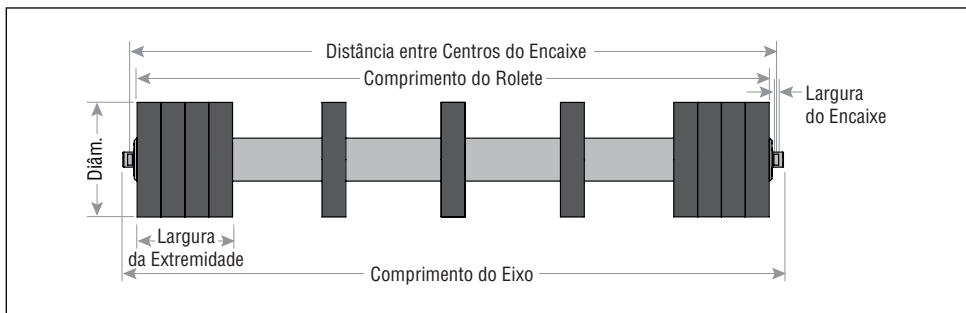 Distância entre Centros do Encaixe
Comprimento do Rolete
Largura
do Encaixe
Diâm.
Largura
da Extremidade
Comprimento do Eixo